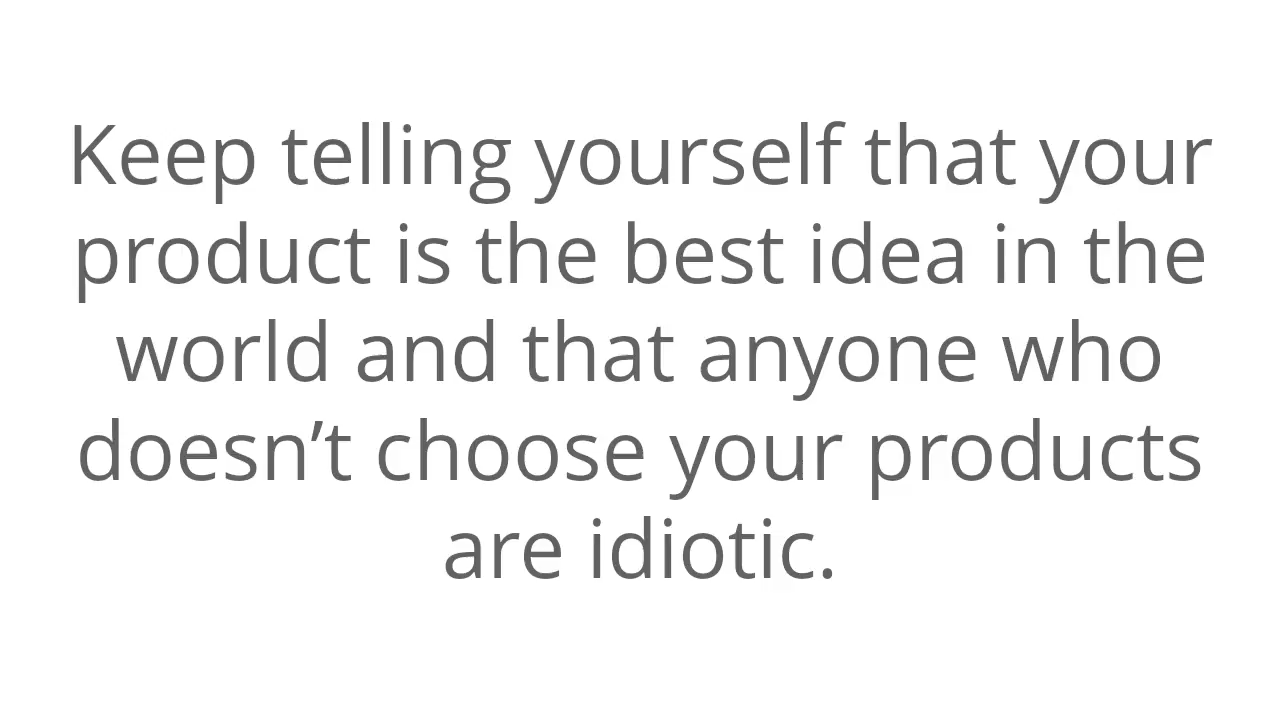 Keep telling yourself that your
product is the best idea in the
world and that anyone who
doesn’t choose your products
are idiotic.